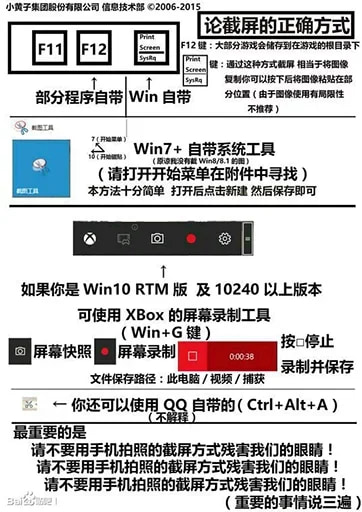 小黄子集团股份有限公司 信息技术部 ©2006-2015
论截屏的正确方式
F11
F12
Print
Screen
SysRq
F12 键：大部分游戏会储存到在游戏的根目录下
Print
Screen
SysRq
键：通过这种方式截屏 相当于将图像
复制你可以按下后将图像粘贴在部
分位置（由于图像使用有局限性
不推荐）
部分程序自带
Win 自带
截图工具
7（开始菜单）
10（开始磁贴）
截图工具
Win7+ 自带系统工具
（原谅我没有截 Win8/8.1 的图）
（请打开开始菜单在附件中寻找）
本方法十分简单 打开后点击新建 然后保存即可
如果你是 Win10 RTM 版 及 10240 以上版本
可使用 XBox 的屏幕录制工具
（Win+G 键）
屏幕快照
屏幕录制
0:00:38
按□停止
录制并保存
文件保存路径：此电脑 / 视频 / 捕获
← 你还可以使用 QQ 自带的（Ctrl+Alt+A）
（不解释）
最重要的是
请不要用手机拍照的截屏方式残害我们的眼睛！
请不要用手机拍照的截屏方式残害我们的眼睛！
请不要用手机拍照的截屏方式残害我们的眼睛！
（重要的事情说三遍）